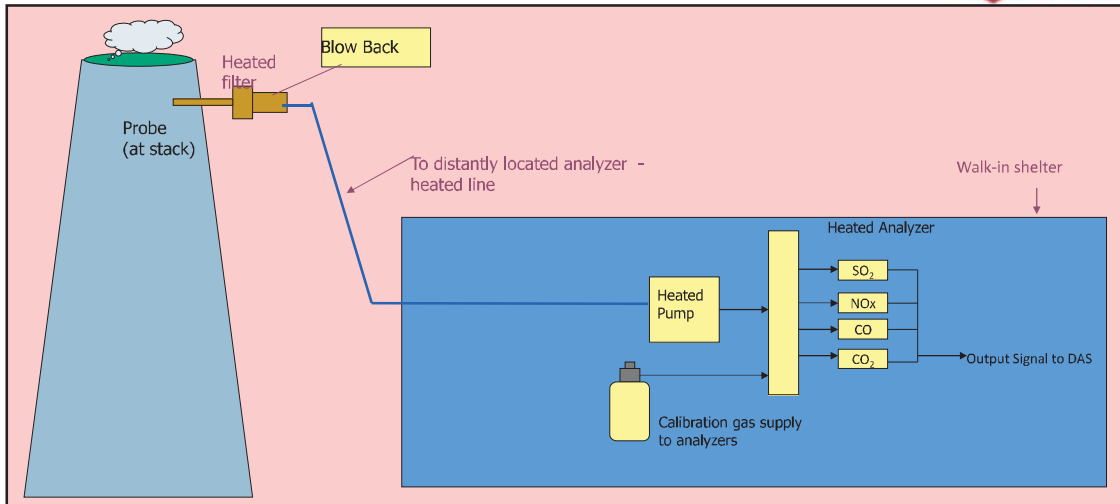 Blow Back
Heated
filter
Probe
(at stack)
To distantly located analyzer -
heated line
Walk-in shelter
Heated Analyzer
SO₂
Heated
Pump
NOx
CO
CO₂
Output Signal to DAS
Calibration gas supply
to analyzers